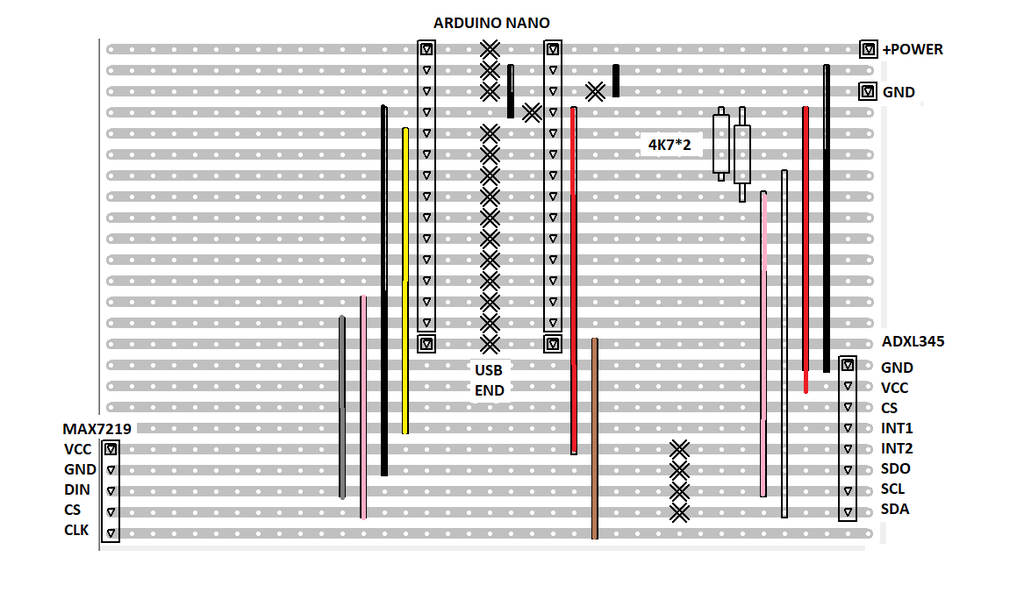 ARDUINO NANO
+POWER
GND
4K7*2
ADXL345
USB
END
GND
VCC
CS
INT1
INT2
SDO
SCL
SDA
MAX7219
VCC
GND
DIN
CS
CLK